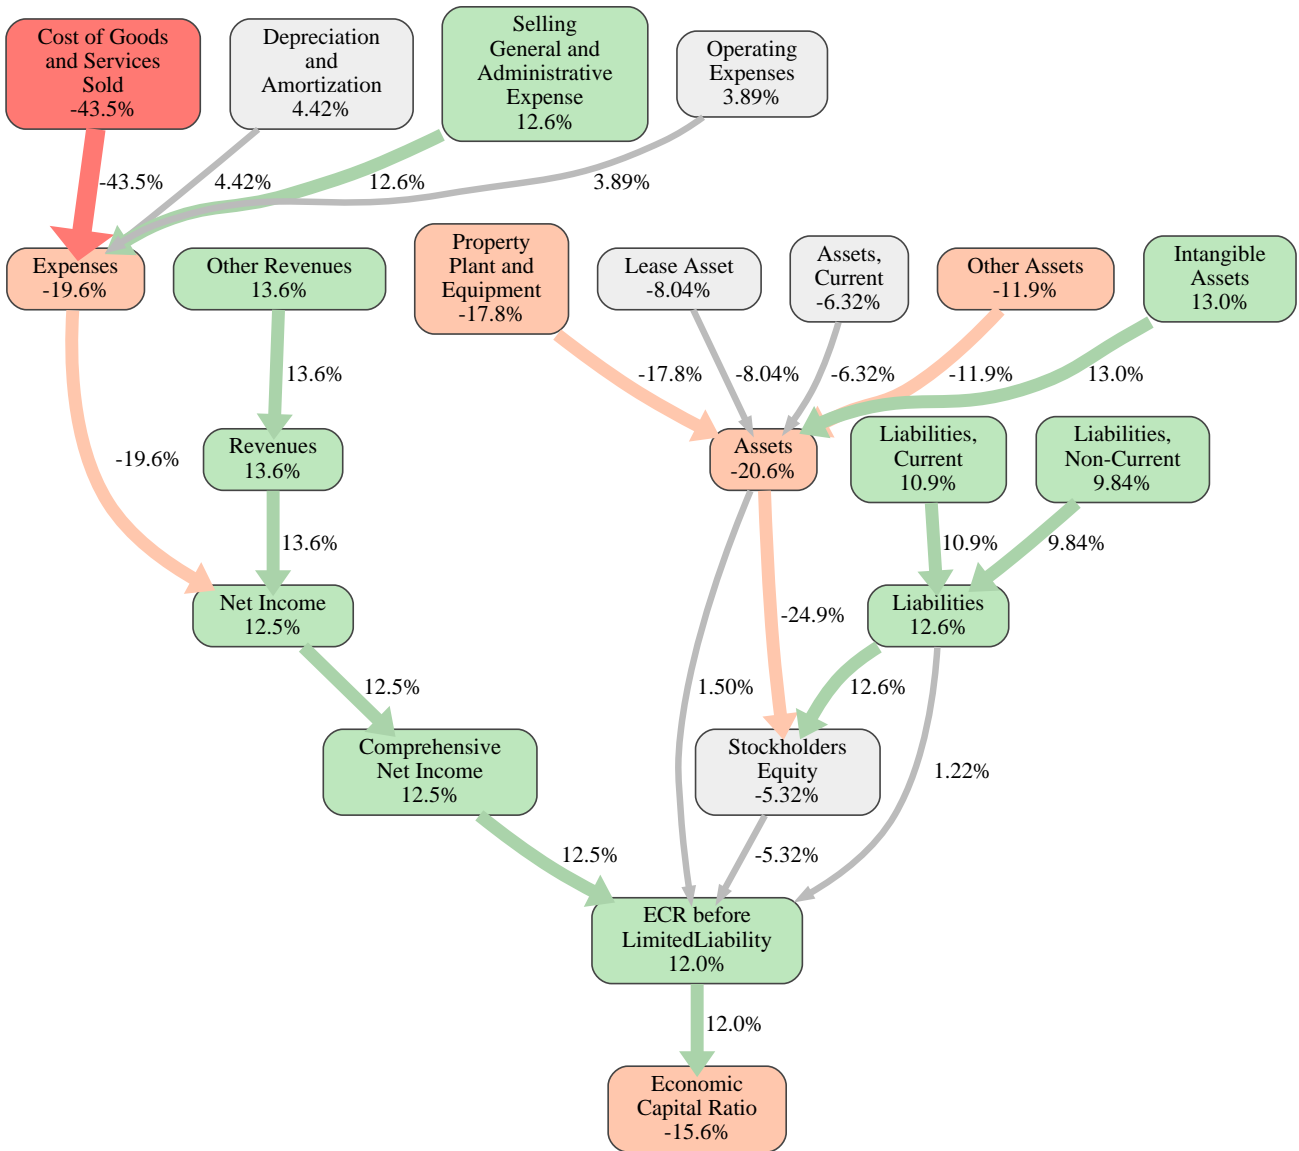 Cost of Goods
and Services
Sold
-43.5%
Depreciation
and
Amortization
4.42%
Selling
General and
Administrative
Expense
12.6%
Operating
Expenses
3.89%
-43.5%
4.42%
12.6%
3.89%
Expenses
-19.6%
Other Revenues
13.6%
Property
Plant and
Equipment
-17.8%
Lease Asset
-8.04%
Assets,
Current
-6.32%
Other Assets
-11.9%
Intangible
Assets
13.0%
13.6%
-17.8%
-8.04%
-6.32%
-11.9%
13.0%
-19.6%
Revenues
13.6%
Assets
-20.6%
Liabilities,
Current
10.9%
Liabilities,
Non-Current
9.84%
13.6%
10.9%
9.84%
Net Income
12.5%
-24.9%
Liabilities
12.6%
12.5%
1.50%
12.6%
Comprehensive
Net Income
12.5%
Stockholders
Equity
-5.32%
1.22%
12.5%
-5.32%
ECR before
LimitedLiability
12.0%
12.0%
Economic
Capital Ratio
-15.6%